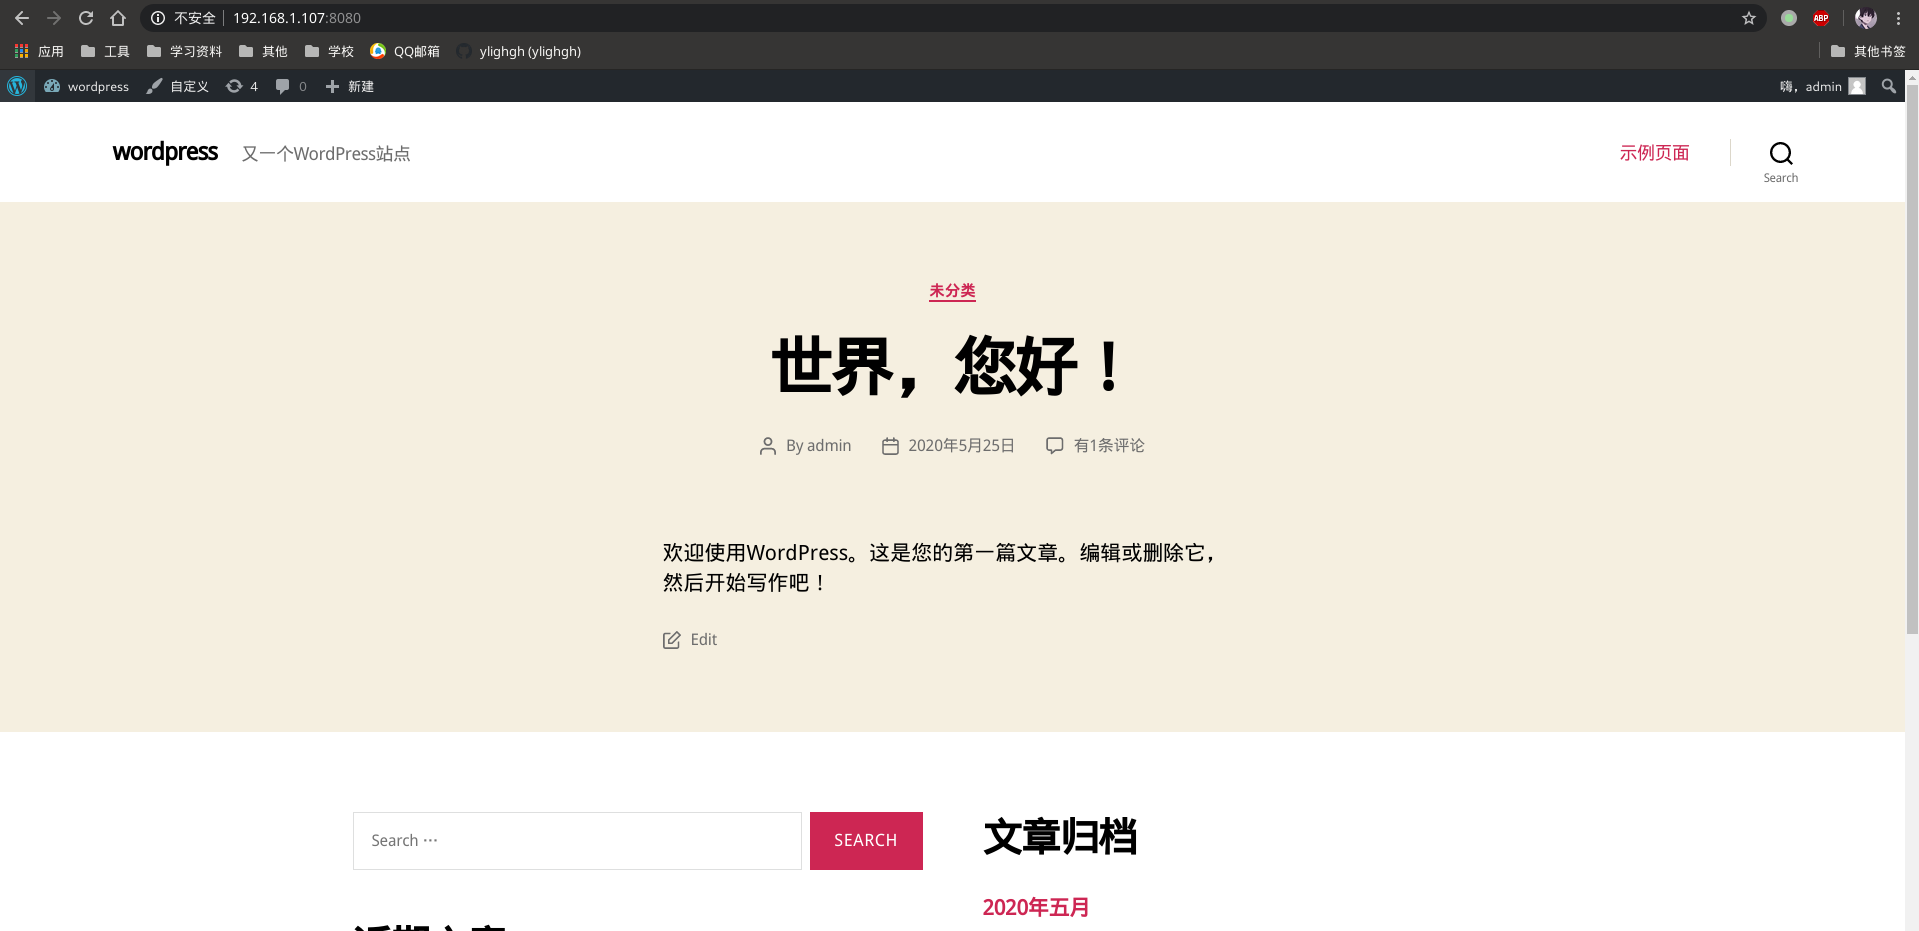 不安全 192.168.1.107:8080
ABP
应用 工具 学习资料 其他 学校 QQ邮箱 ylighgh (ylighgh) 其他书签
wordpress 自定义 4 0 新建 嗨，admin
wordpress 又一个WordPress站点 示例页面
Search
未分类
世界，您好！
By admin 2020年5月25日 有1条评论
欢迎使用WordPress。这是您的第一篇文章。编辑或删除它，
然后开始写作吧！
Edit
Search …
SEARCH
文章归档
2020年五月